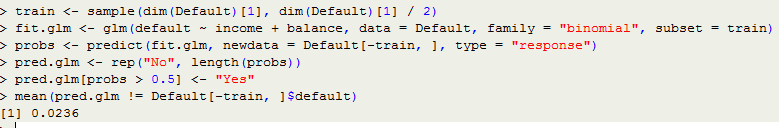 > train <- sample(dim(Default)[1], dim(Default)[1] / 2)
> fit.glm <- glm(default ~ income + balance, data = Default, family = "binomial", subset = train)
> probs <- predict(fit.glm, newdata = Default[-train, ], type = "response")
> pred.glm <- rep("No", length(probs))
> pred.glm[probs > 0.5] <- "Yes"
> mean(pred.glm != Default[-train, ]$default)
[1] 0.0236